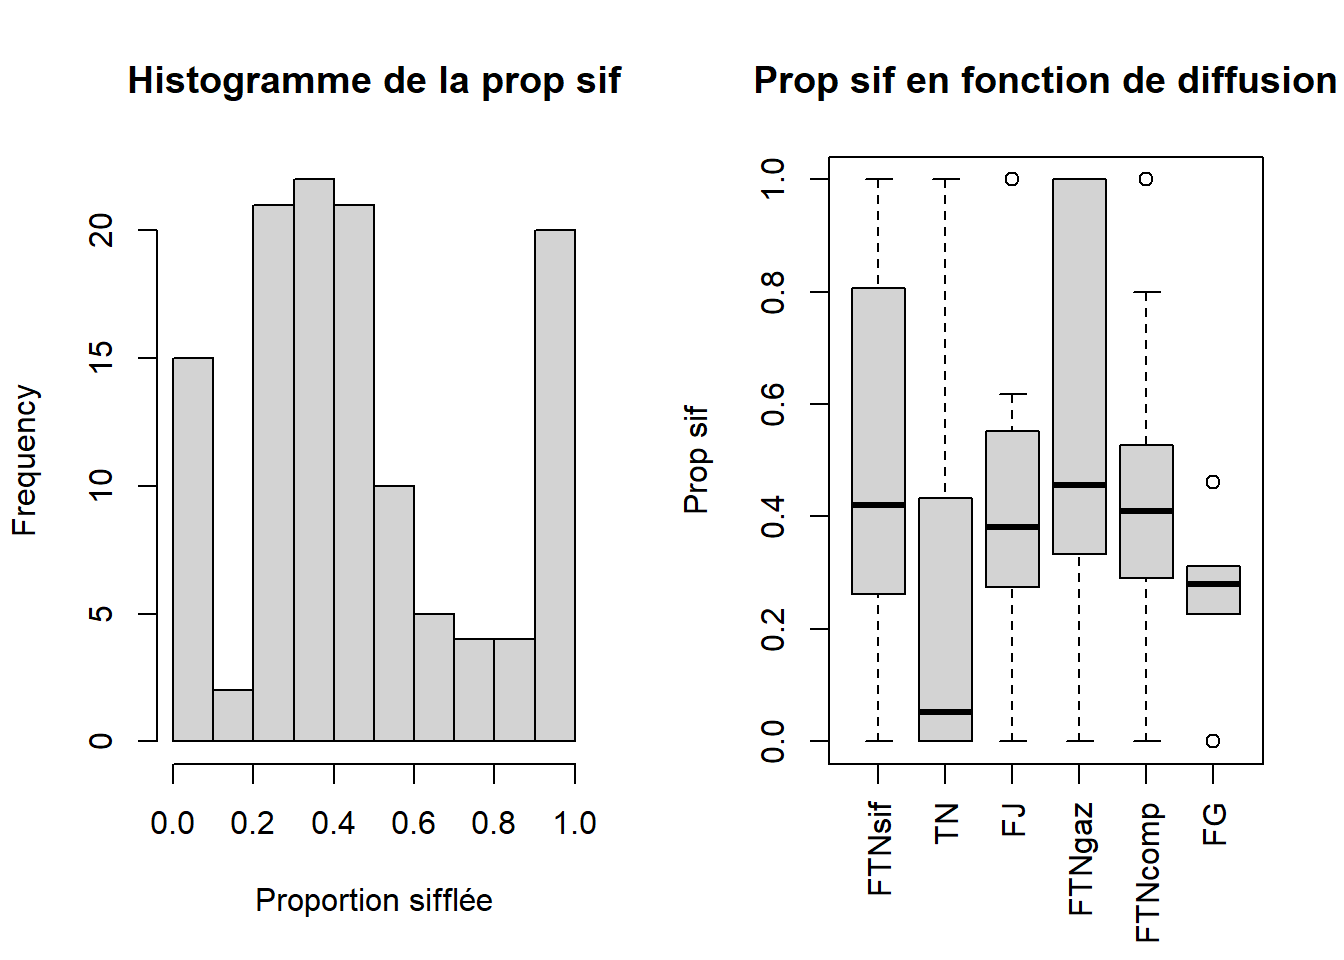 Histogramme de la prop sif
Frequency
20
15
10
5
0
0.0 0.2 0.4 0.6 0.8 1.0
Proportion sifflée
Prop sif en fonction de diffusion
Prop sif
1.0
0.8
0.6
0.4
0.2
0.0
FTNsif
TN
FJ
FTNgaz
FTNcomp
FG